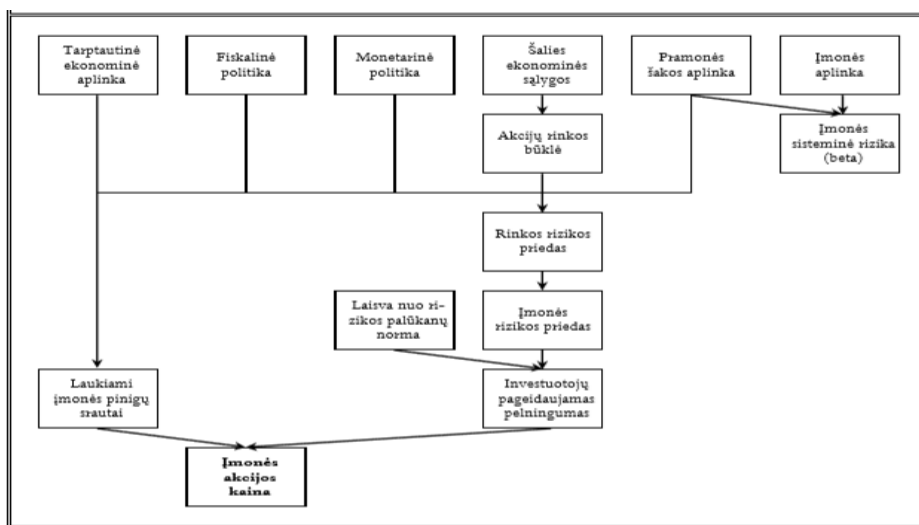 Tarptautinė
ekonominė
aplinka
Fiskalinė
politika
Monetarinė
politika
Šalies
ekonominės
sąlygos
Pramonės
šakos aplinka
Įmonės
aplinka
Akcijų rinkos
būklė
Įmonės
sisteminė rizika
(beta)
Rinkos rizikos
priedas
Laisva nuo ri-
zikos palūkanų
norma
Įmonės
rizikos priedas
Laukiami
įmonės pinigų
srautai
Investuotojų
pageidaujamas
pelningumas
Įmonės
akcijos
kaina